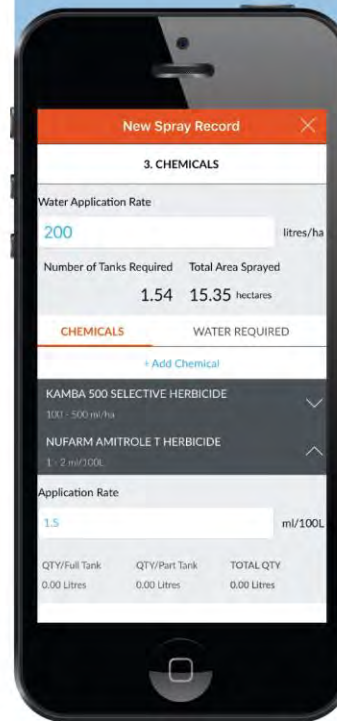 New Spray Record
3. CHEMICALS
Water Application Rate
200 litres/ha
Number of Tanks Required Total Area Sprayed
1.54 15.35 hectares
CHEMICALS WATER REQUIRED
+ Add Chemical
KAMBA 500 SELECTIVE HERBICIDE
100 - 500 ml/ha
NUFARM AMITROLE T HERBICIDE
1 - 2 ml/100L
Application Rate
1.5 ml/100L
QTY/Full Tank QTY/Part Tank TOTAL QTY
0.00 Litres 0.00 Litres 0.00 Litres